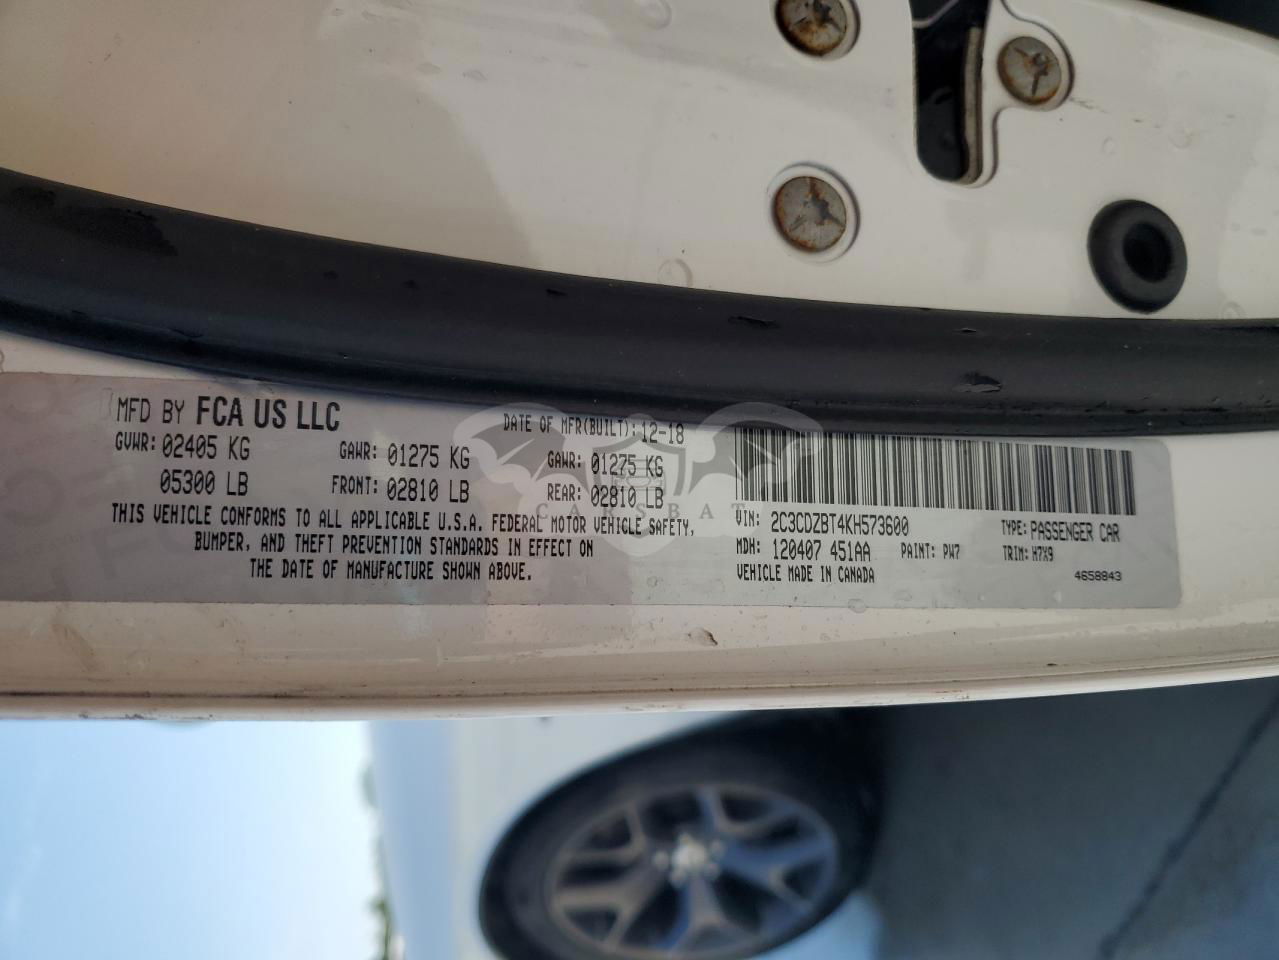 MFD BY FCA US LLC
DATE OF MFR(BUILT): 12-18
GVWR: 02405 KG
GAWR: 01275 KG
GAWR: 01275 KG
05300 LB
FRONT: 02810 LB
REAR: 02810 LB
THIS VEHICLE CONFORMS TO ALL APPLICABLE U.S.A. FEDERAL MOTOR VEHICLE SAFETY,
BUMPER, AND THEFT PREVENTION STANDARDS IN EFFECT ON
THE DATE OF MANUFACTURE SHOWN ABOVE.
VIN: 2C3CDZBT4KH573600
TYPE: PASSENGER CAR
MDH: 120407 451AA
PAINT: PW7
TRIM: H7X9
VEHICLE MADE IN CANADA
4658843
CARSBAT